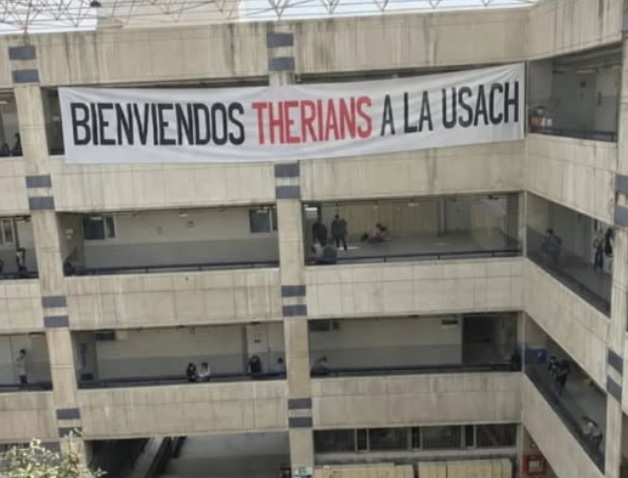 BIENVIENDOS THERIANS A LA USACH